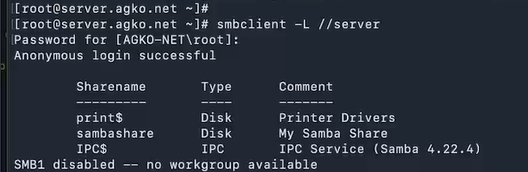 [root@server.agko.net ~]#
[root@server.agko.net ~]# smbclient -L //server
Password for [AGKO-NET\root]:
Anonymous login successful
Sharename Type Comment
--------- ---- -------
print$ Disk Printer Drivers
sambashare Disk My Samba Share
IPC$ IPC IPC Service (Samba 4.22.4)
SMB1 disabled -- no workgroup available